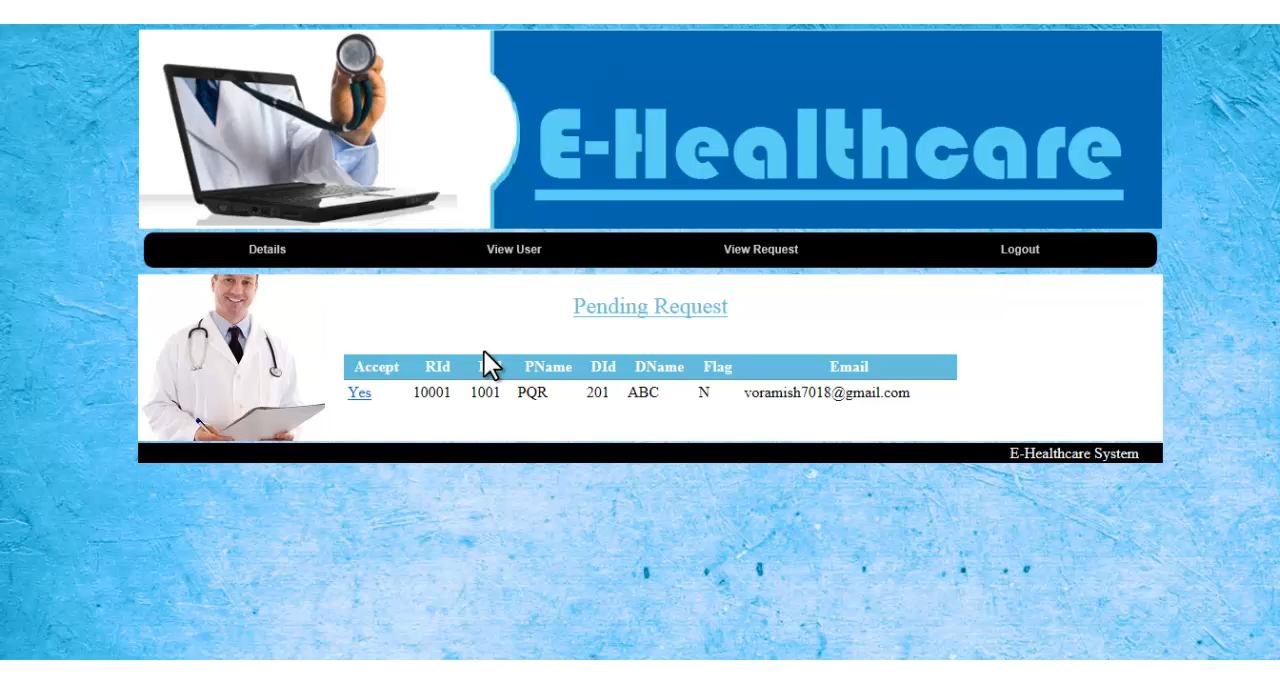 E-Healthcare
Details View User View Request Logout
Pending Request
Accept RId PName DId DName Flag Email
Yes 10001 1001 PQR 201 ABC N voramish7018@gmail.com
E-Healthcare System